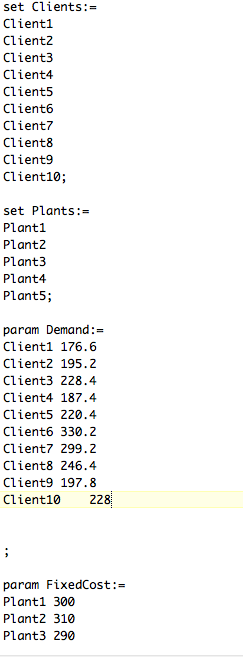 set Clients:=
Client1
Client2
Client3
Client4
Client5
Client6
Client7
Client8
Client9
Client10;
set Plants:=
Plant1
Plant2
Plant3
Plant4
Plant5;
param Demand:=
Client1 176.6
Client2 195.2
Client3 228.4
Client4 187.4
Client5 220.4
Client6 330.2
Client7 299.2
Client8 246.4
Client9 197.8
Client10    228
;
param FixedCost:=
Plant1 300
Plant2 310
Plant3 290